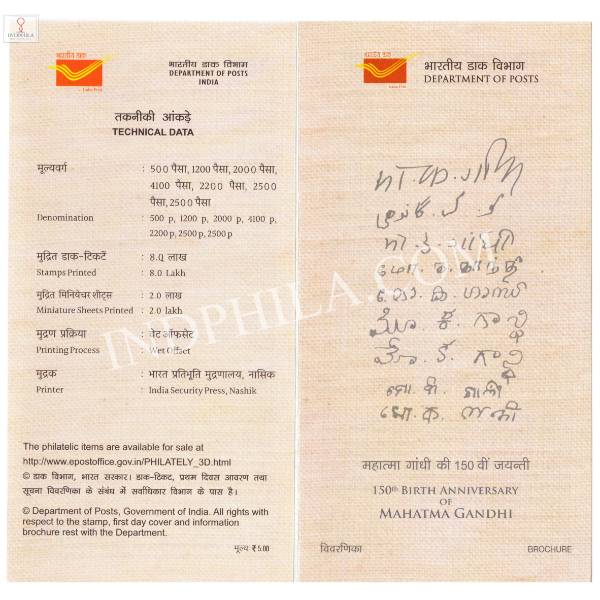 INDPHILA
भारतीय डाक
India Post
भारतीय डाक विभाग
DEPARTMENT OF POSTS
INDIA
तकनीकी आंकड़े
TECHNICAL DATA
मूल्यवर्ग : 500 पैसा, 1200 पैसा, 2000 पैसा,
4100 पैसा, 2200 पैसा, 2500
पैसा, 2500 पैसा
Denomination : 500 p, 1200 p, 2000 p, 4100 p,
2200 p, 2500 p, 2500 p
मुद्रित डाक-टिकटें : 8.0 लाख
Stamps Printed : 8.0 Lakh
मुद्रित मिनियेचर शीट्स : 2.0 लाख
Miniature Sheets Printed : 2.0 lakh
मुद्रण प्रक्रिया : वेट ऑफसेट
Printing Process : Wet Offset
मुद्रक : भारत प्रतिभूति मुद्रणालय, नासिक
Printer : India Security Press, Nashik
The philatelic items are available for sale at
http://www.epostoffice.gov.in/PHILATELY_3D.html
© डाक विभाग, भारत सरकार। डाक-टिकट, प्रथम दिवस आवरण तथा
सूचना विवरणिका के संबंध में सर्वाधिकार विभाग के पास है।
© Department of Posts, Government of India. All rights with
respect to the stamp, first day cover and information
brochure rest with the Department.
मूल्य ₹ 5.00
भारतीय डाक
India Post
भारतीय डाक विभाग
DEPARTMENT OF POSTS
मो. क. गांधी
महात्मा गांधी की 150 वीं जयन्ती
150th BIRTH ANNIVERSARY
OF
MAHATMA GANDHI
विवरणिका
BROCHURE
INDPHILA.COM